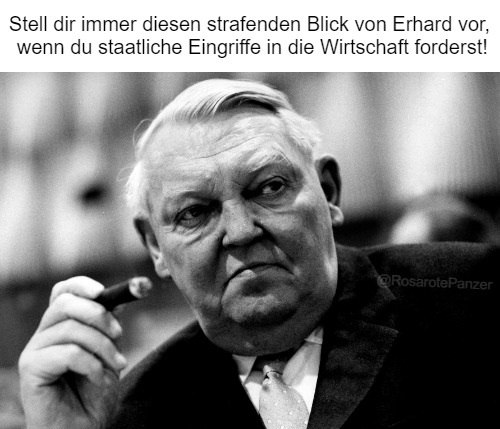 Stell dir immer diesen strafenden Blick von Erhard vor,
wenn du staatliche Eingriffe in die Wirtschaft forderst!
@RosarotePanzer